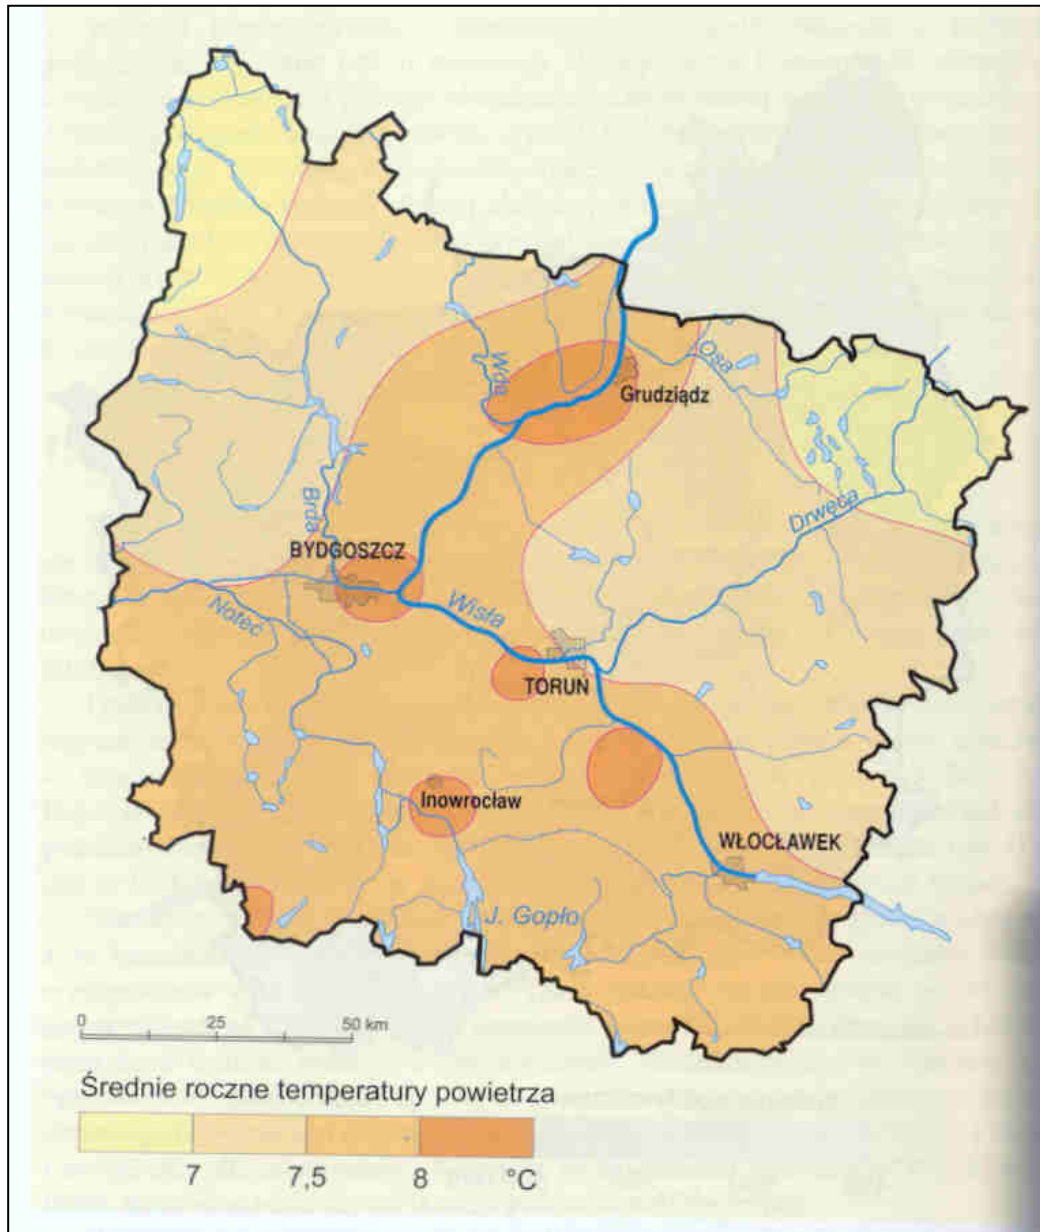 Wda
Osa
Grudziądz
Brda
Drwęca
BYDGOSZCZ
Noteć
Wisła
TORUŃ
Inowrocław
WŁOCŁAWEK
J. Gopło
0 25 50 km
Średnie roczne temperatury powietrza
7 7,5 8 °C